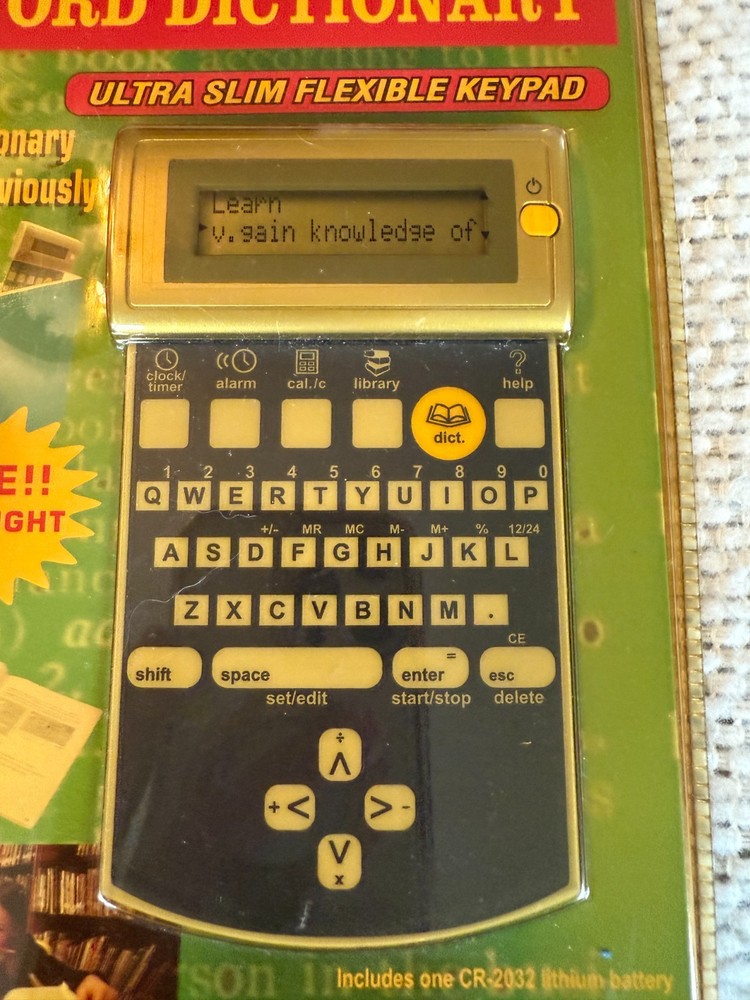 ORD DICTIONARY
ULTRA SLIM FLEXIBLE KEYPAD
onary
viously
Learn
v.gain knowledge of
clock/
timer
alarm
cal./c
library
dict.
help
1 2 3 4 5 6 7 8 9 0
Q W E R T Y U I O P
+/- MR MC M- M+ % 12/24
A S D F G H J K L
Z X C V B N M .
CE
shift space enter = esc
set/edit start/stop delete
÷
Λ
+ < > -
V
x
E!!
UGHT
Includes one CR-2032 lithium battery